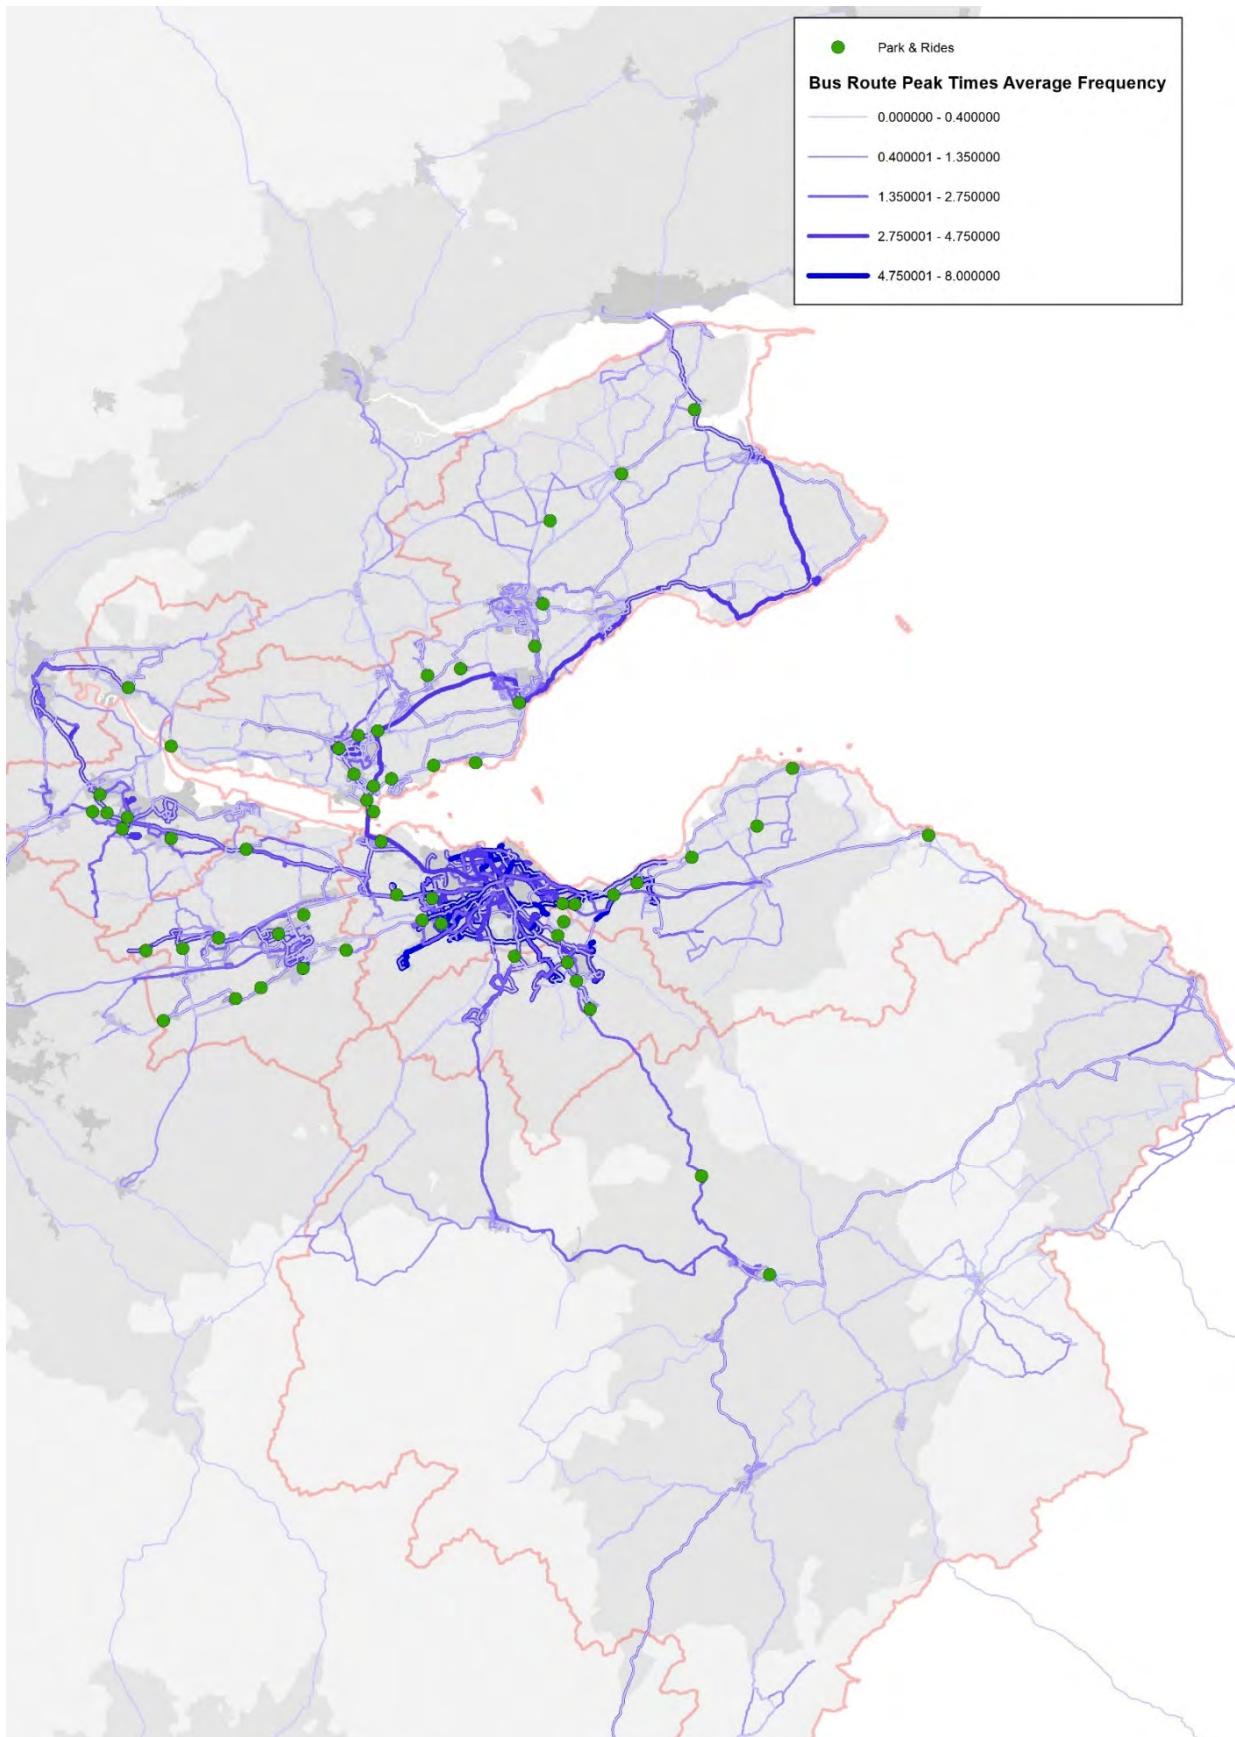 Park & Rides
Bus Route Peak Times Average Frequency
0.000000 - 0.400000
0.400001 - 1.350000
1.350001 - 2.750000
2.750001 - 4.750000
4.750001 - 8.000000